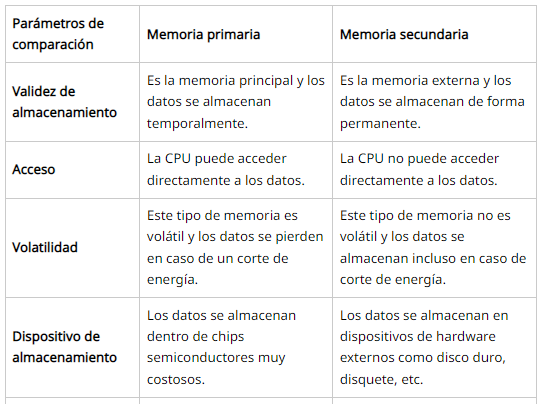 Parámetros de
comparación
Memoria primaria
Memoria secundaria
Validez de
almacenamiento
Es la memoria principal y los
datos se almacenan
temporalmente.
Es la memoria externa y los
datos se almacenan de forma
permanente.
Acceso
La CPU puede acceder
directamente a los datos.
La CPU no puede acceder
directamente a los datos.
Volatilidad
Este tipo de memoria es
volátil y los datos se pierden
en caso de un corte de
energía.
Este tipo de memoria no es
volátil y los datos se
almacenan incluso en caso de
corte de energía.
Dispositivo de
almacenamiento
Los datos se almacenan
dentro de chips
semiconductores muy
costosos.
Los datos se almacenan en
dispositivos de hardware
externos como disco duro,
disquete, etc.